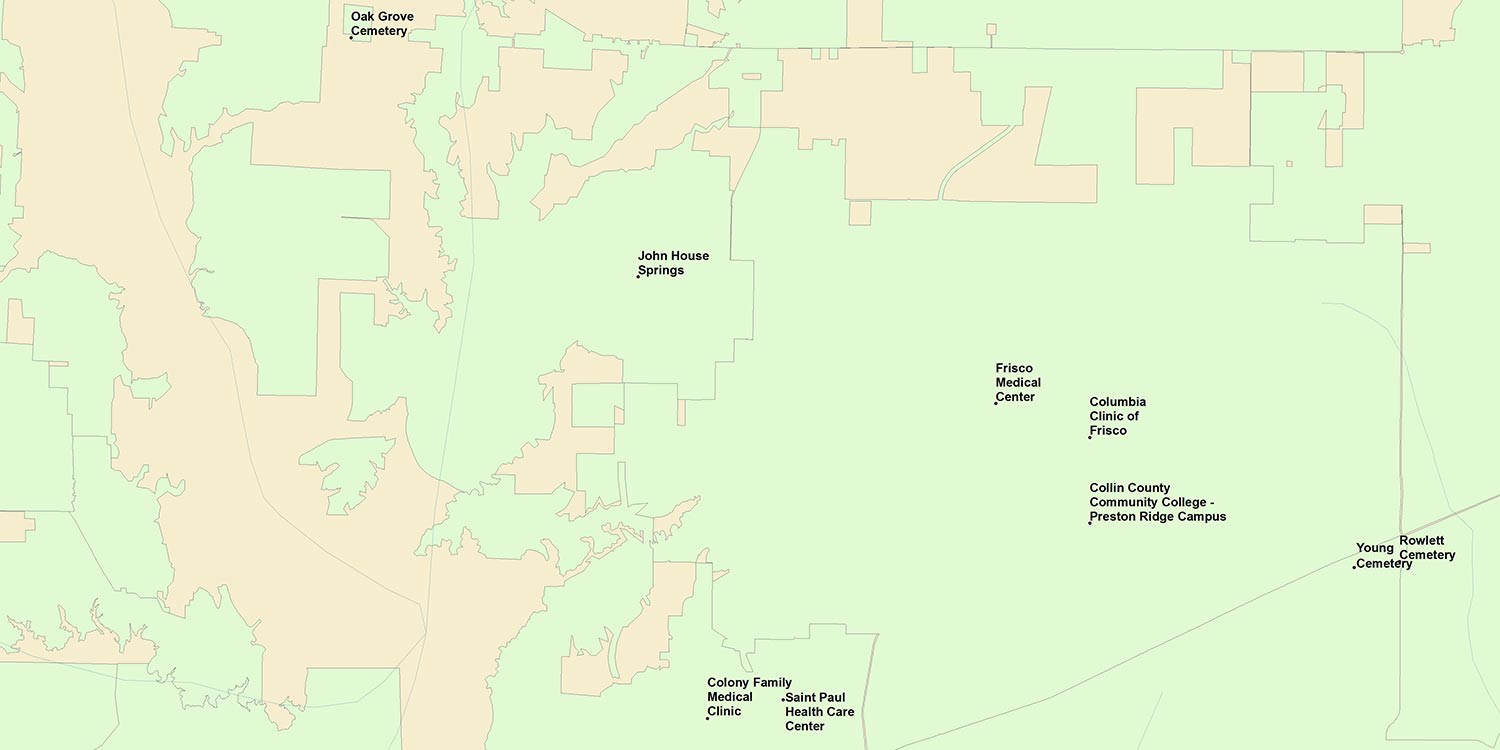 Oak Grove
Cemetery
John House
Springs
Frisco
Medical
Center
Columbia
Clinic of
Frisco
Collin County
Community College -
Preston Ridge Campus
Young
Cemetery
Rowlett
Cemetery
Colony Family
Medical
Clinic
Saint Paul
Health Care
Center